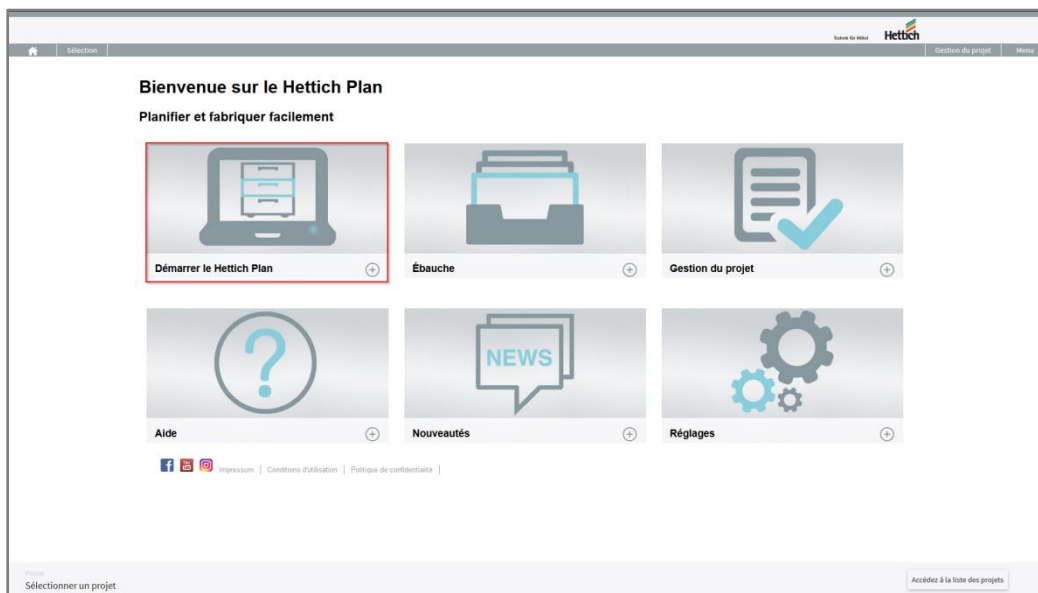 Technik für Möbel
Hettich
Sélection
Gestion du projet
Menu
Bienvenue sur le Hettich Plan
Planifier et fabriquer facilement
Démarrer le Hettich Plan
Ébauche
Gestion du projet
NEWS
Aide
Nouveautés
Réglages
Impressum | Conditions d'utilisation | Politique de confidentialité |
Projet
Sélectionner un projet
Accédez à la liste des projets